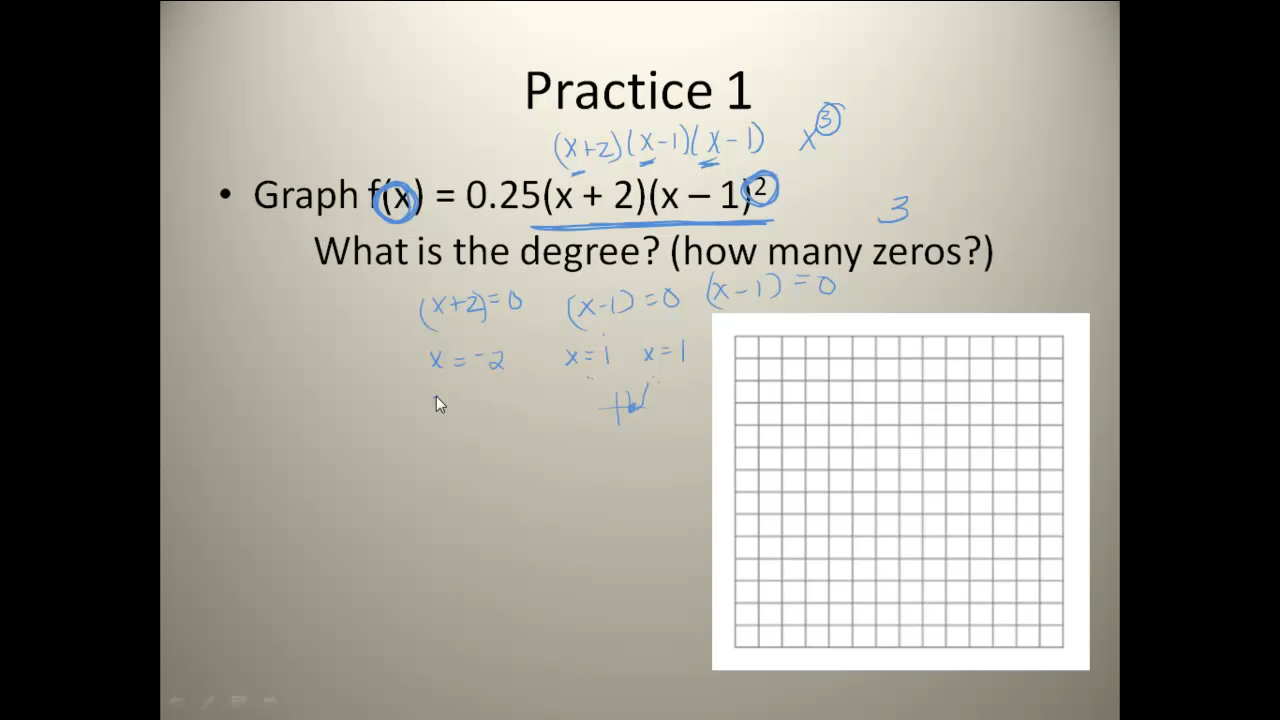 Practice 1
(x+2)(x-1)(x-1) x³
• Graph f(x) = 0.25(x + 2)(x – 1)²
3
What is the degree? (how many zeros?)
(x+2)=0 (x-1)=0 (x-1)=0
x=-2 x=1 x=1